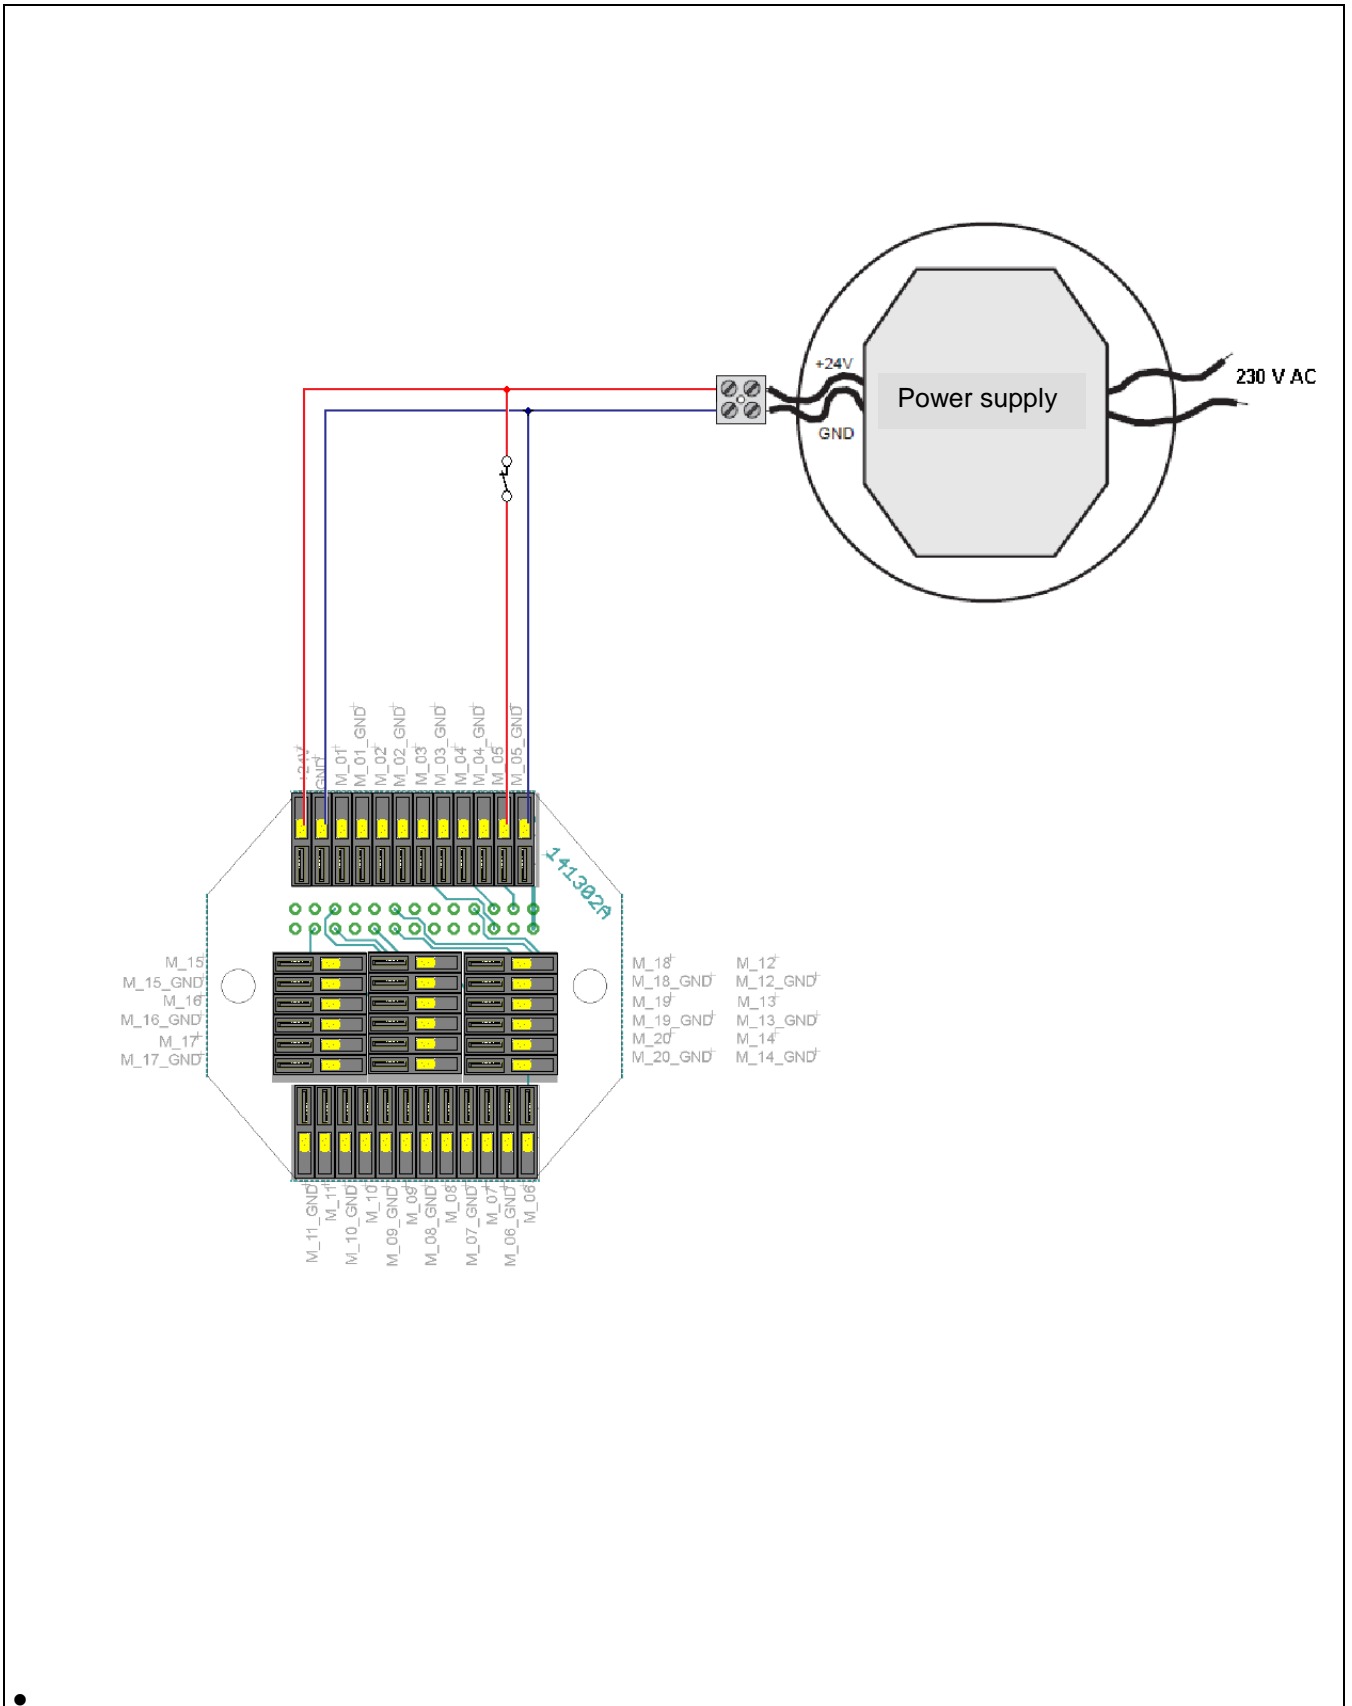 +24V
Power supply
230 V AC
GND
+24V
GND
M_01
M_01_GND
M_02
M_02_GND
M_03
M_03_GND
M_04
M_04_GND
M_05
M_05_GND
141302A
M_15
M_15_GND
M_16
M_16_GND
M_17
M_17_GND
M_18
M_18_GND
M_19
M_19_GND
M_20
M_20_GND
M_12
M_12_GND
M_13
M_13_GND
M_14
M_14_GND
M_11_GND
M_11
M_10_GND
M_10
M_09_GND
M_09
M_08_GND
M_08
M_07_GND
M_07
M_06_GND
M_06